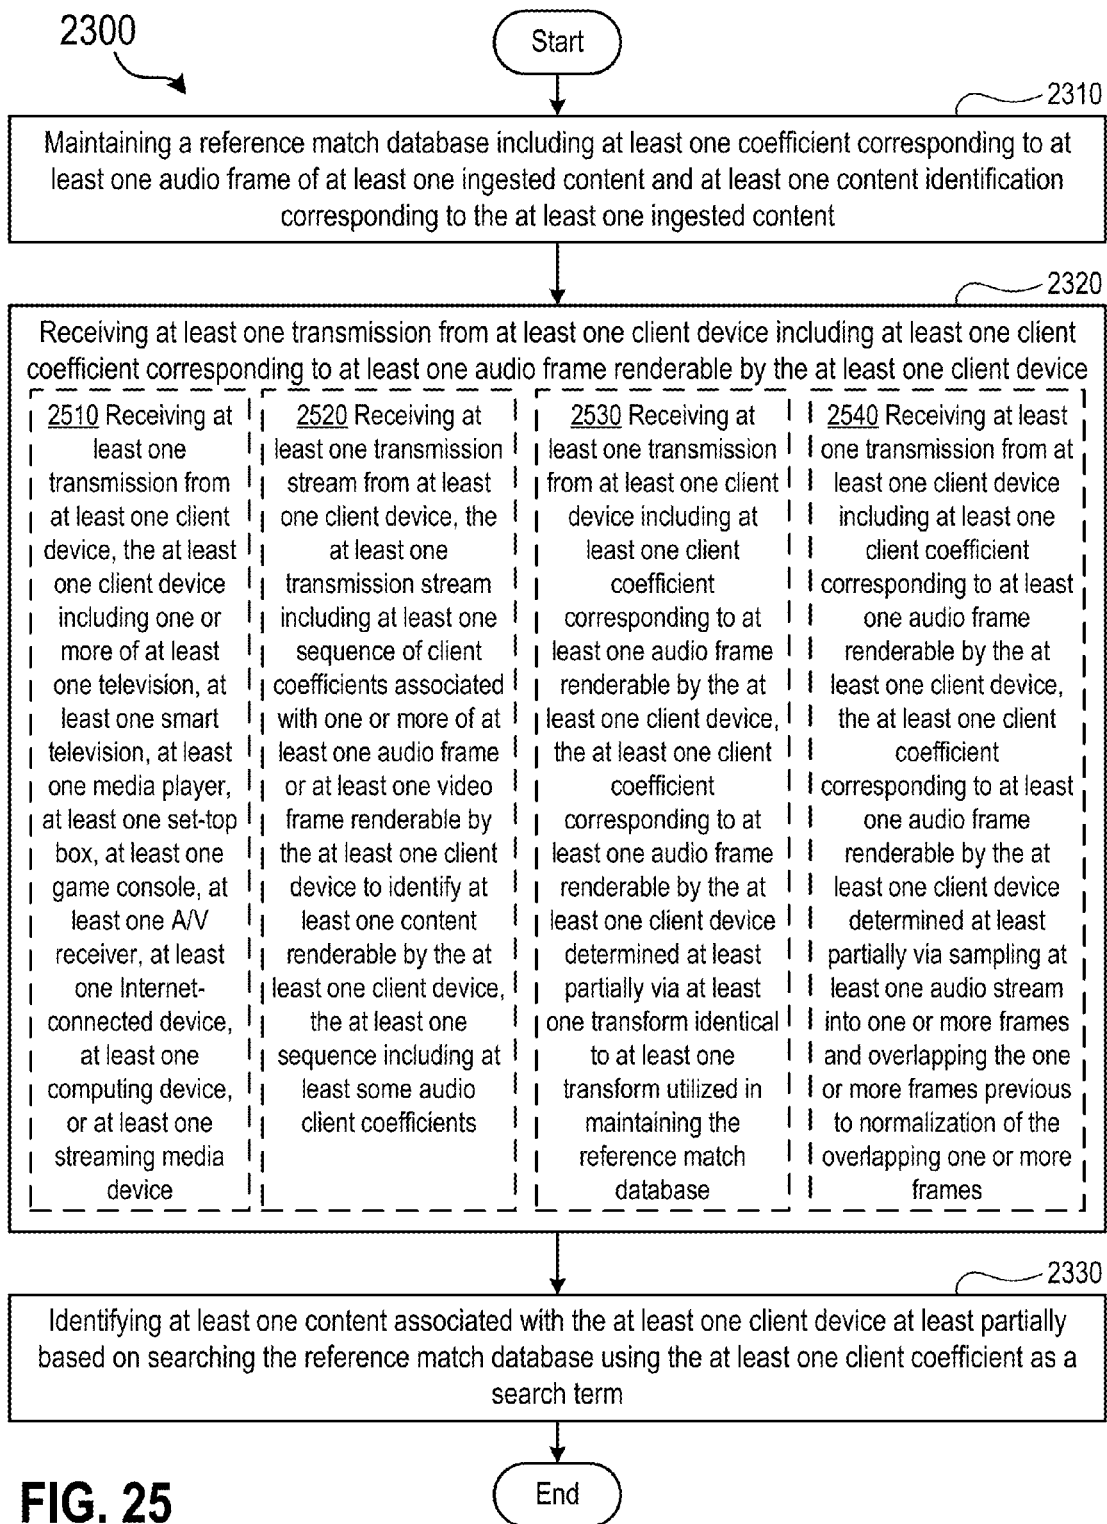 2300
Start
2310
Maintaining a reference match database including at least one coefficient corresponding to at
least one audio frame of at least one ingested content and at least one content identification
corresponding to the at least one ingested content
2320
Receiving at least one transmission from at least one client device including at least one client
coefficient corresponding to at least one audio frame renderable by the at least one client device
2510 Receiving at
least one
transmission from
at least one client
device, the at least
one client device
including one or
more of at least
one television, at
least one smart
television, at least
one media player,
at least one set-top
box, at least one
game console, at
least one A/V
receiver, at least
one Internet-
connected device,
at least one
computing device,
or at least one
streaming media
device
2520 Receiving at
least one transmission
stream from at least
one client device, the
at least one
transmission stream
including at least one
sequence of client
coefficients associated
with one or more of at
least one audio frame
or at least one video
frame renderable by
the at least one client
device to identify at
least one content
renderable by the at
least one client device,
the at least one
sequence including at
least some audio
client coefficients
2530 Receiving at
least one transmission
from at least one client
device including at
least one client
coefficient
corresponding to at
least one audio frame
renderable by the at
least one client device,
the at least one client
coefficient
corresponding to at
least one audio frame
renderable by the at
least one client device
determined at least
partially via at least
one transform identical
to at least one
transform utilized in
maintaining the
reference match
database
2540 Receiving at least
one transmission from at
least one client device
including at least one
client coefficient
corresponding to at least
one audio frame
renderable by the at
least one client device,
the at least one client
coefficient
corresponding to at least
one audio frame
renderable by the at
least one client device
determined at least
partially via sampling at
least one audio stream
into one or more frames
and overlapping the one
or more frames previous
to normalization of the
overlapping one or more
frames
2330
Identifying at least one content associated with the at least one client device at least partially
based on searching the reference match database using the at least one client coefficient as a
search term
End
FIG. 25